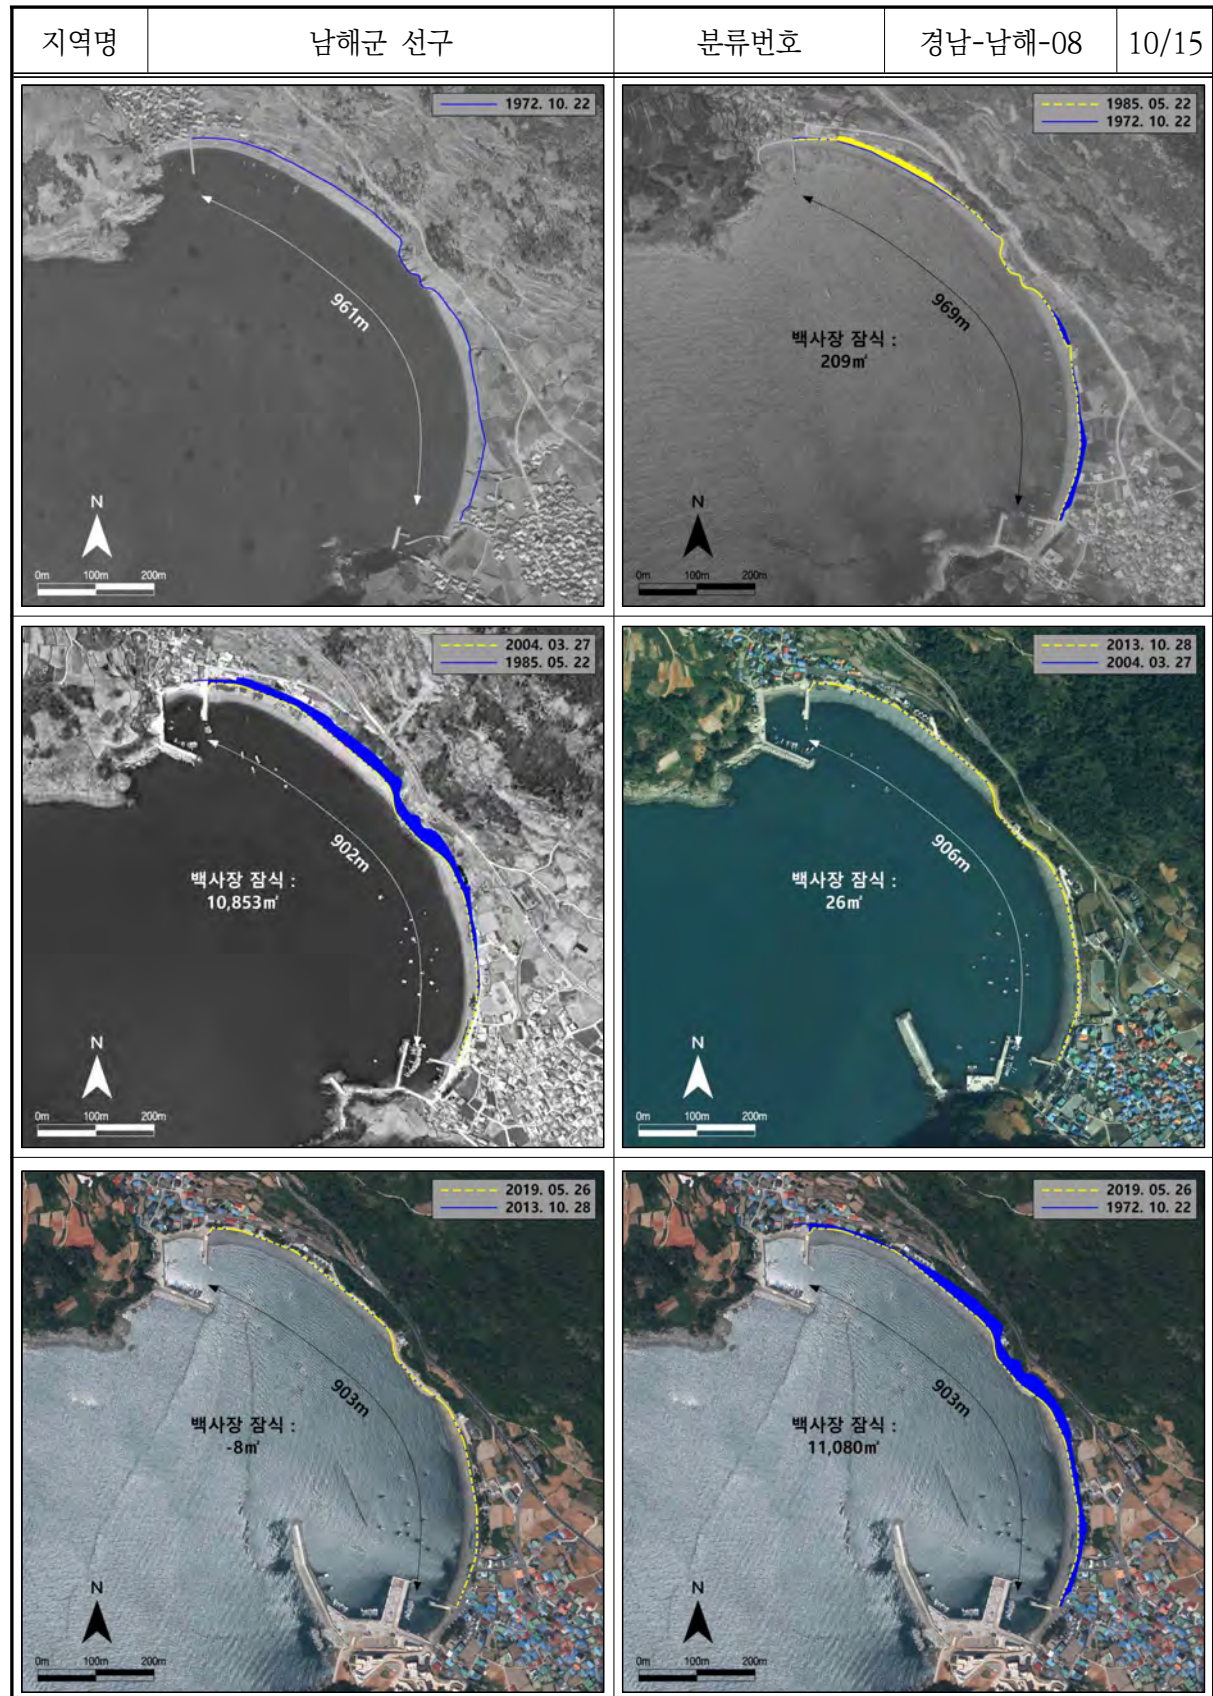 지역명 남해군 선구 분류번호 경남-남해-08 10/15
1972. 10. 22
961m
N
0m 100m 200m
1985. 05. 22
1972. 10. 22
969m
백사장 잠식 :
209㎡
N
0m 100m 200m
2004. 03. 27
1985. 05. 22
902m
백사장 잠식 :
10,853㎡
N
0m 100m 200m
2013. 10. 28
2004. 03. 27
906m
백사장 잠식 :
26㎡
N
0m 100m 200m
2019. 05. 26
2013. 10. 28
903m
백사장 잠식 :
-8㎡
N
0m 100m 200m
2019. 05. 26
1972. 10. 22
903m
백사장 잠식 :
11,080㎡
N
0m 100m 200m